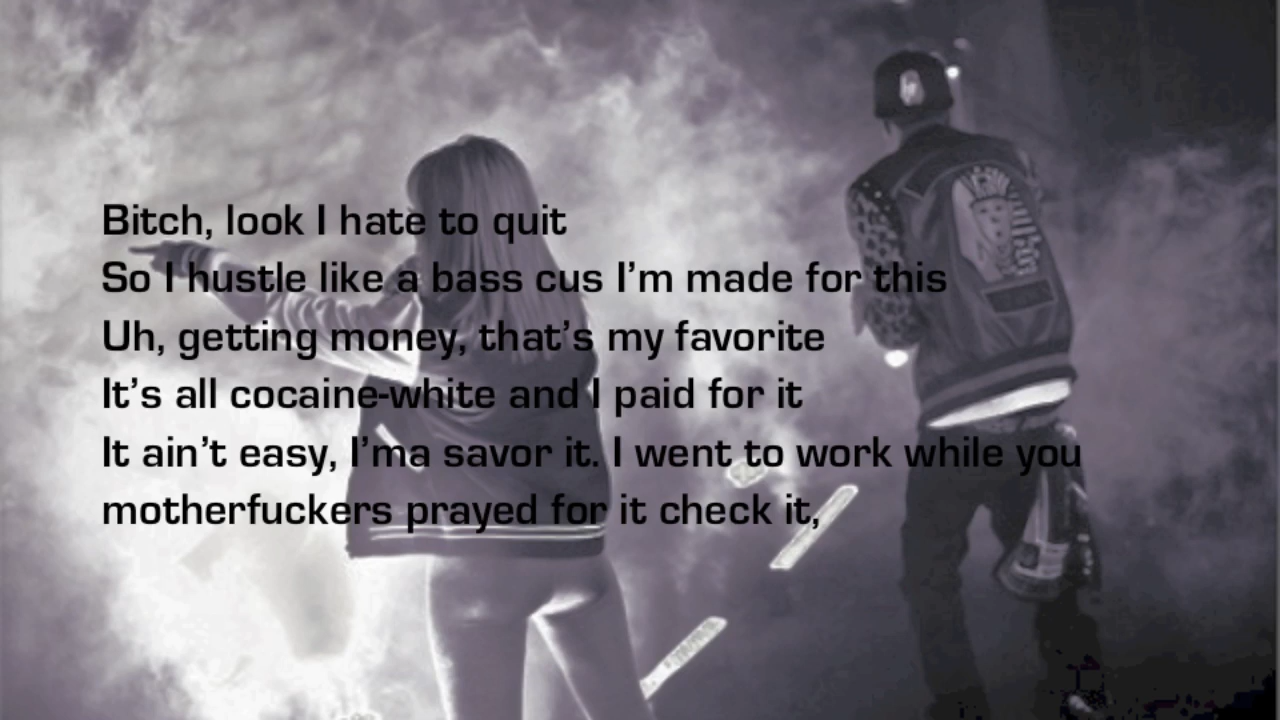 Bitch, look I hate to quit
So I hustle like a bass cus I’m made for this
Uh, getting money, that’s my favorite
It’s all cocaine-white and I paid for it
It ain’t easy, I’ma savor it. I went to work while you
motherfuckers prayed for it check it,